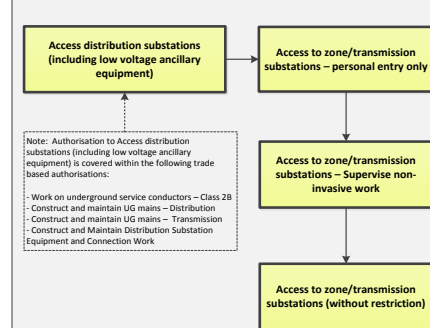 Access distribution substations
(including low voltage ancillary
equipment)
Access to zone/transmission
substations – personal entry only
Note:  Authorisation to Access distribution
substations (including low voltage ancillary
equipment) is covered within the following trade
based authorisations:
- Work on underground service conductors – Class 2B
- Construct and maintain UG mains – Distribution
- Construct and maintain UG mains –  Transmission
- Construct and Maintain Distribution Substation
Equipment and Connection Work
Access to zone/transmission
substations – Supervise non-
invasive work
Access to zone/transmission
substations (without restriction)